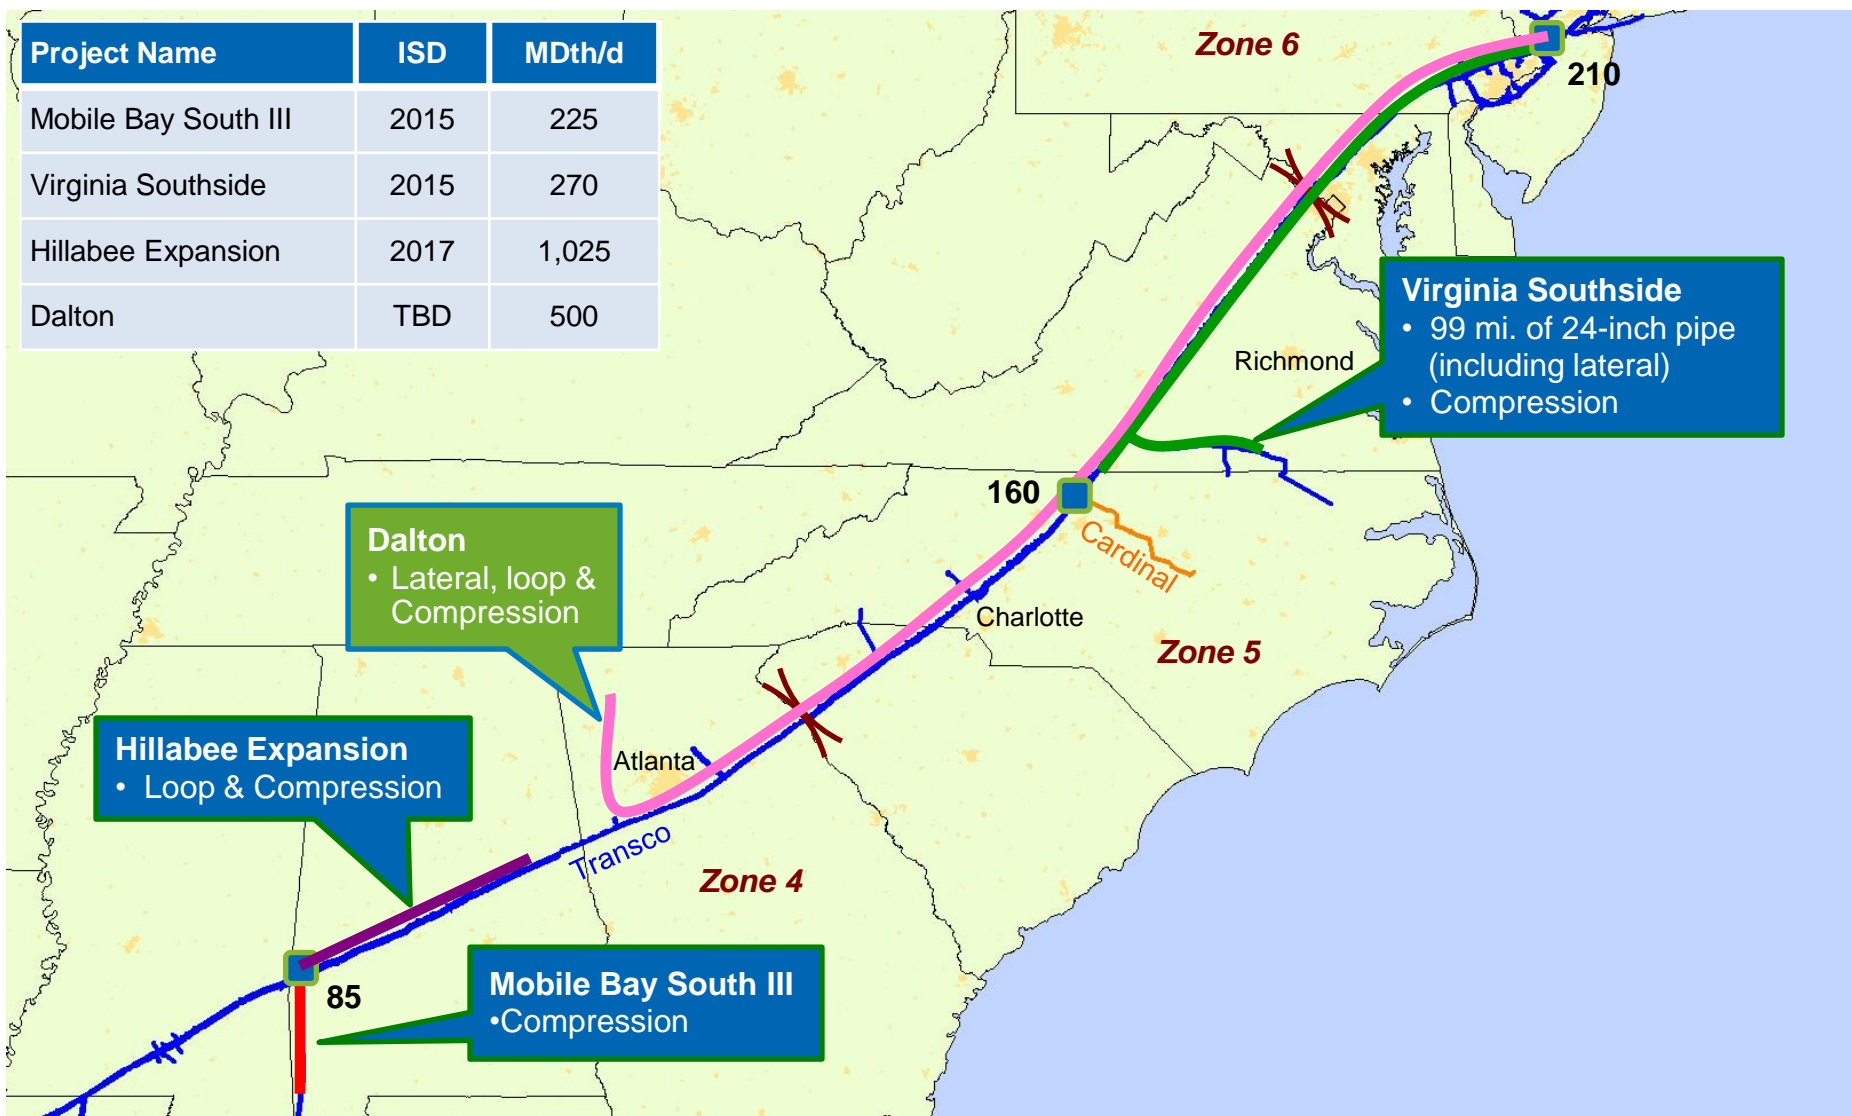 Project Name ISD MDth/d
Mobile Bay South III 2015 225
Virginia Southside 2015 270
Hillabee Expansion 2017 1,025
Dalton TBD 500
Zone 6
210
Virginia Southside
• 99 mi. of 24-inch pipe
(including lateral)
• Compression
Richmond
160
Cardinal
Dalton
• Lateral, loop &
Compression
Charlotte
Zone 5
Hillabee Expansion
• Loop & Compression
Atlanta
Transco
Zone 4
85
Mobile Bay South III
•Compression